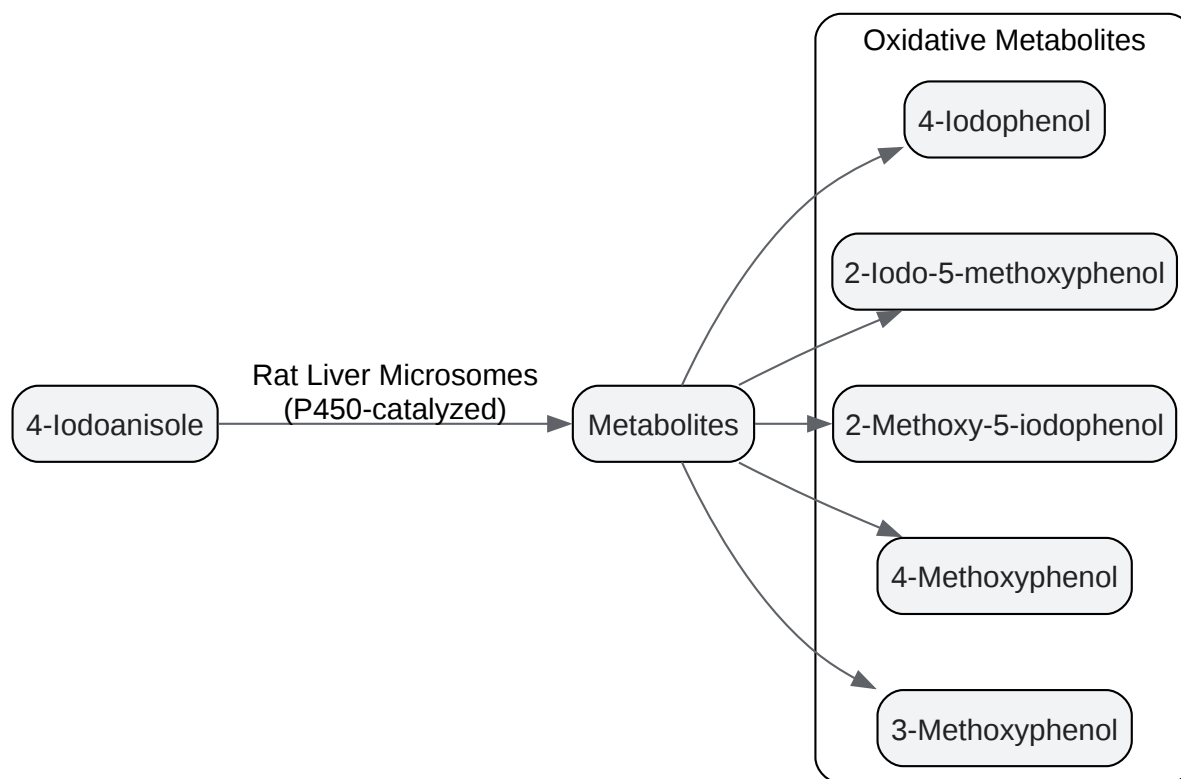 Oxidative Metabolites
4-Iodophenol
2-Iodo-5-methoxyphenol
Rat Liver Microsomes
(P450-catalyzed)
4-Iodoanisole
Metabolites
2-Methoxy-5-iodophenol
4-Methoxyphenol
3-Methoxyphenol